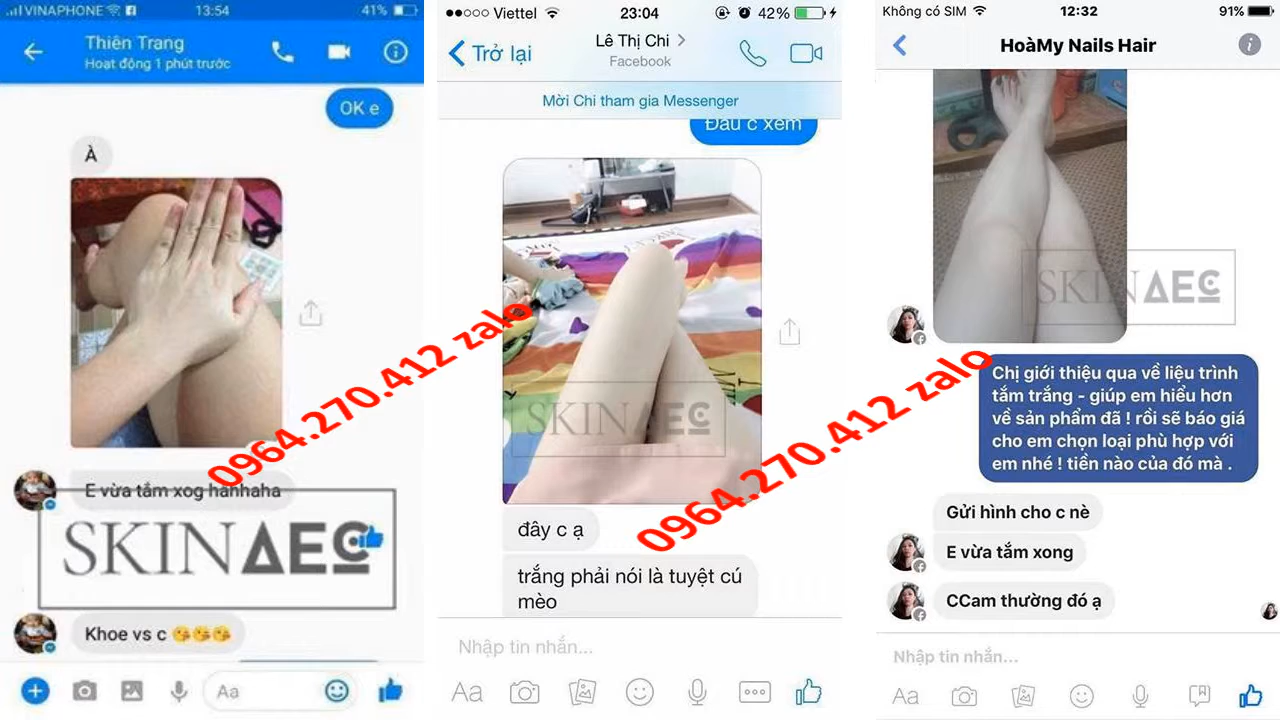 VINAPHONE
13:54
41%
Thiên Trang
Hoạt động 1 phút trước
OK e
À
E vừa tắm xog hahhaha
SKINAEC
Khoe vs c 😘😘😘
Aa
Viettel
23:04
42%
Trở lại
Lê Thị Chi
Facebook
Mời Chi tham gia Messenger
Đâu c xem
SKINAEC
đây c ạ
trắng phải nói là tuyệt cú
mèo
Nhập tin nhắn...
Aa
Không có SIM
12:32
91%
HoàMy Nails Hair
SKINAEC
Chị giới thiệu qua về liệu trình
tắm trắng - giúp em hiểu hơn
về sản phẩm đã ! rồi sẽ báo giá
cho em chọn loại phù hợp với
em nhé ! tiền nào của đó mà .
Gửi hình cho c nè
E vừa tắm xong
CCam thường đó ạ
Nhập tin nhắn...
Aa
0964.270.412 zalo
0964.270.412 zalo